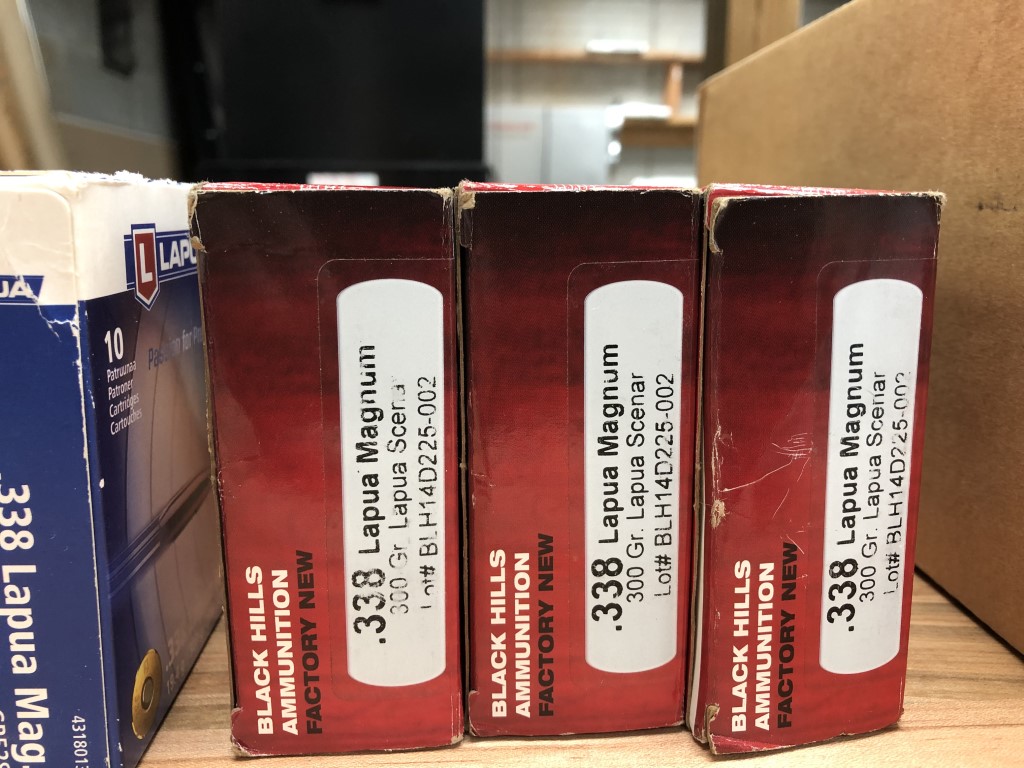 LAPUA
10
Patruunaa
Patroner
Cartridges
Cartouches
.338 Lapua Mag.
431801
BLACK HILLS
AMMUNITION
FACTORY NEW
.338 Lapua Magnum
300 Gr. Lapua Scenar
Lot# BLH14D225-002
BLACK HILLS
AMMUNITION
FACTORY NEW
.338 Lapua Magnum
300 Gr. Lapua Scenar
Lot# BLH14D225-002
BLACK HILLS
AMMUNITION
FACTORY NEW
.338 Lapua Magnum
300 Gr. Lapua Scenar
Lot# BLH14D225-002